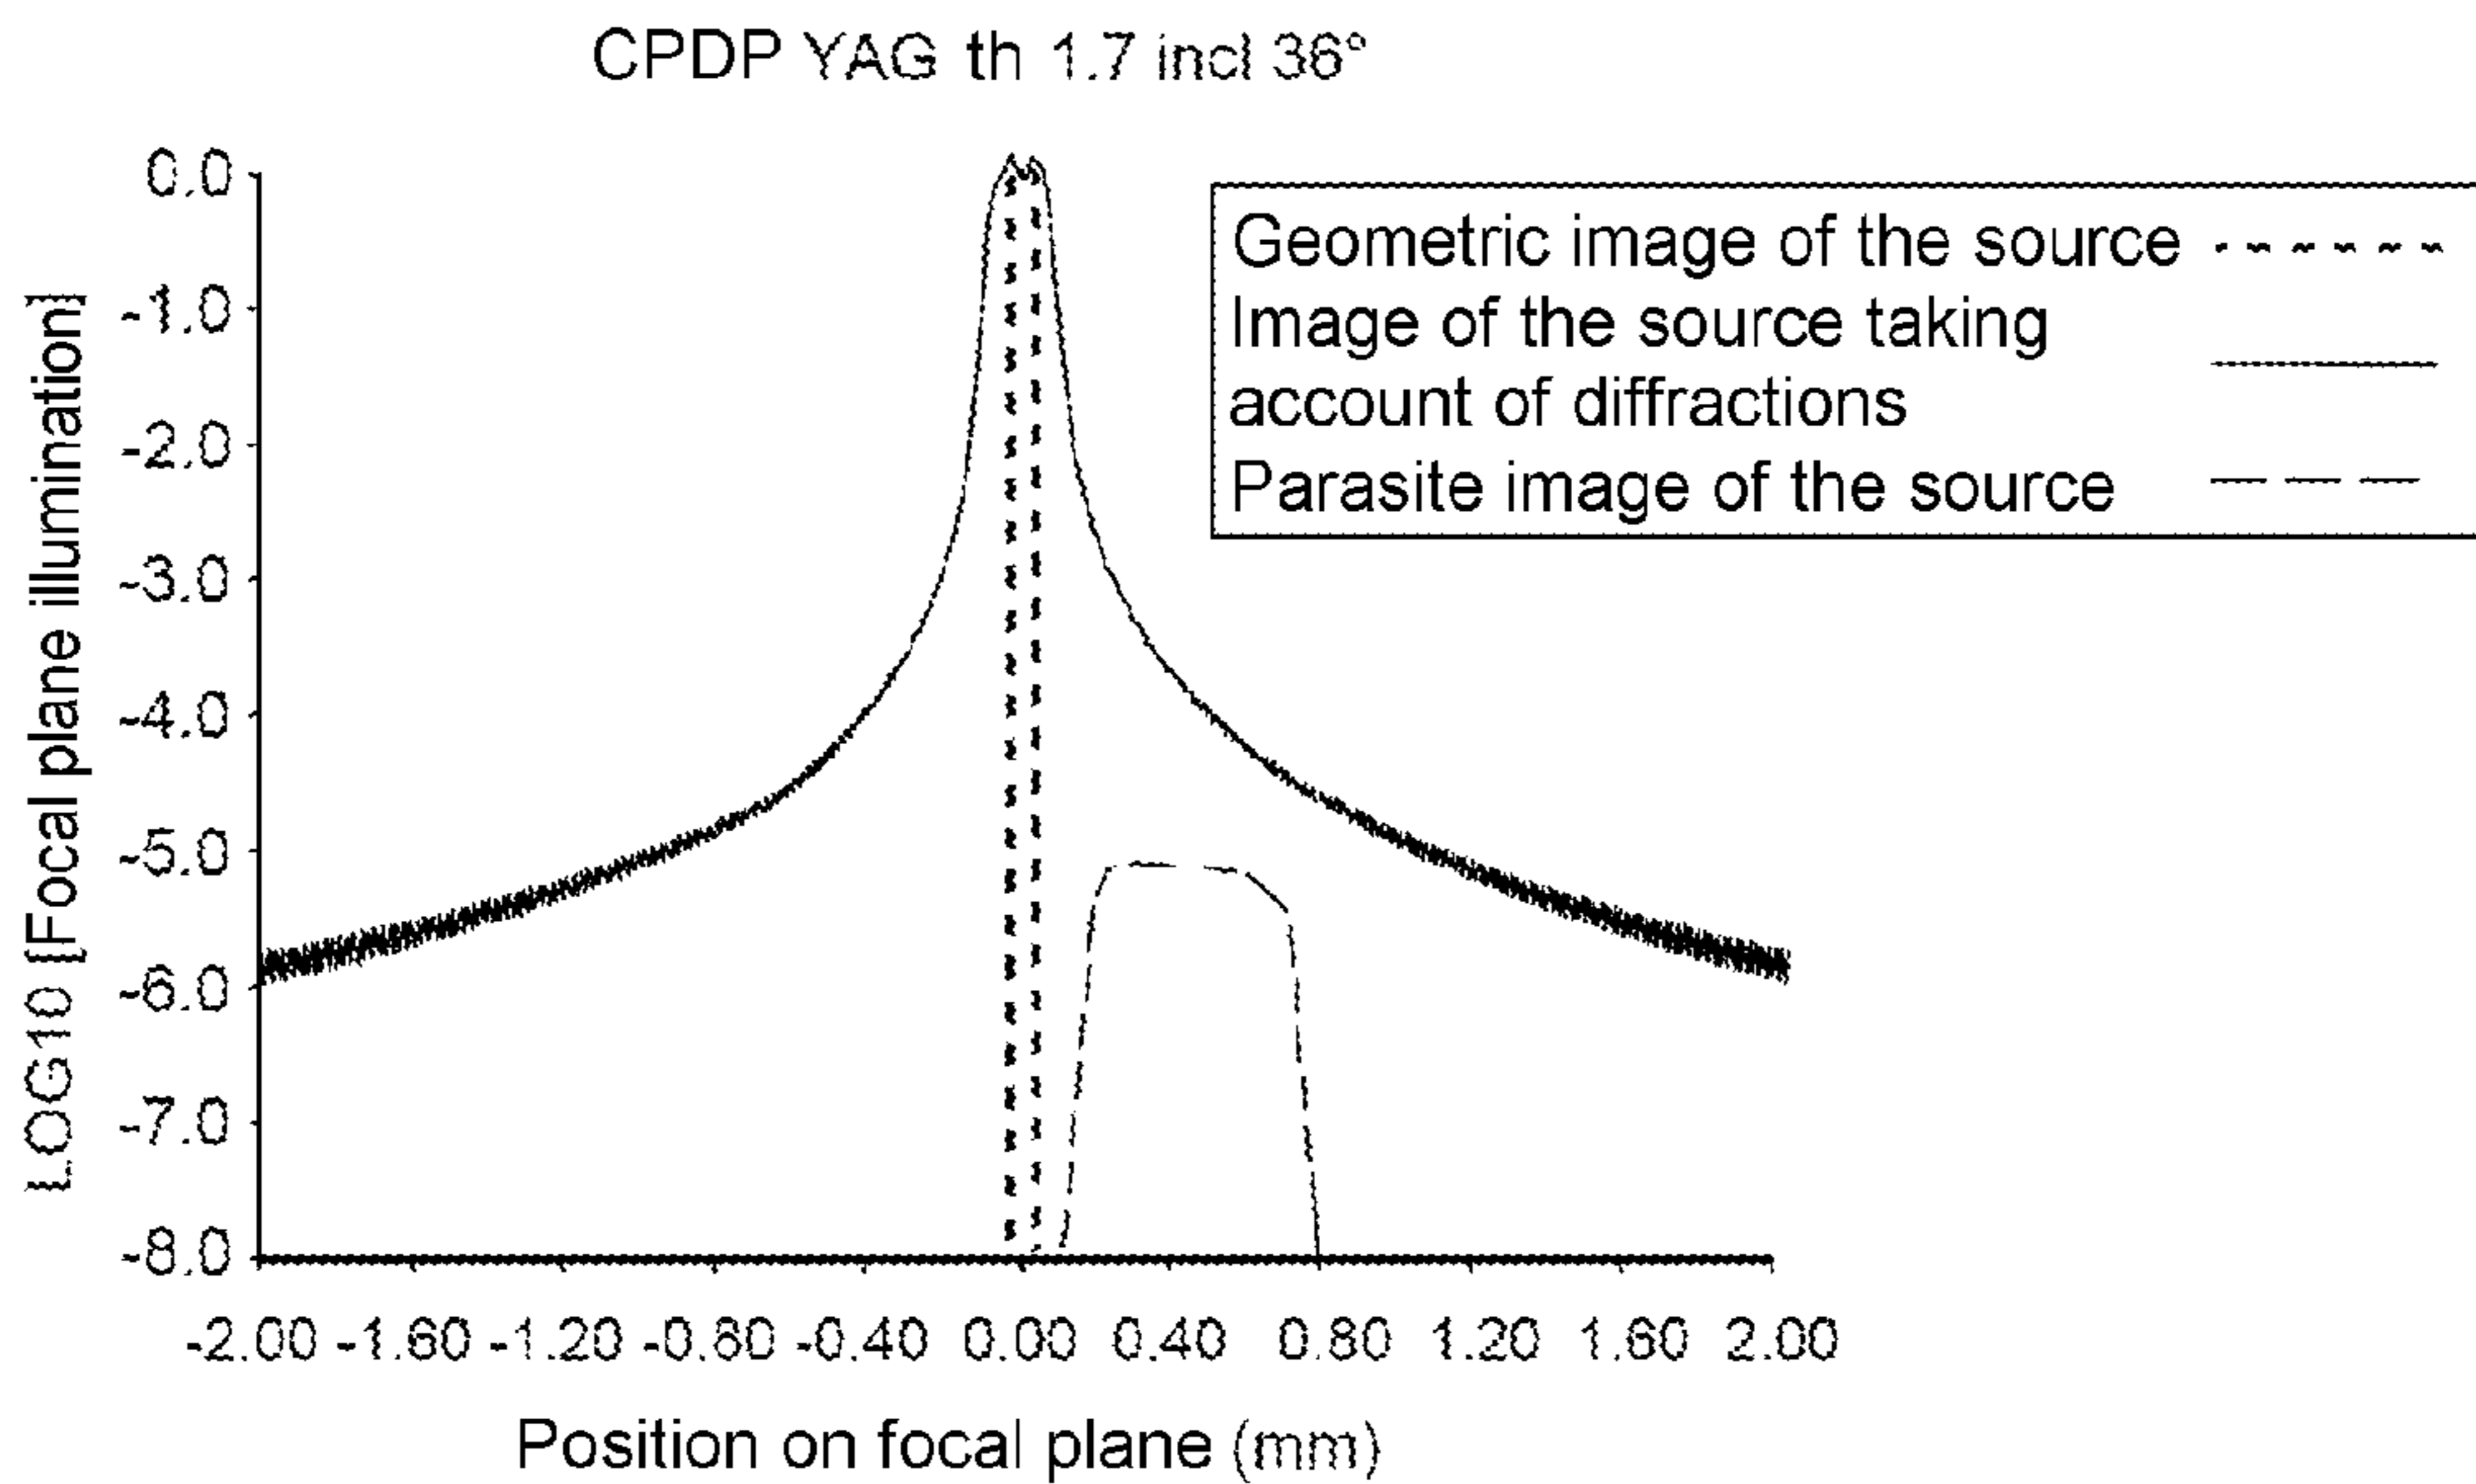 CPDP YAG th 1.7 incl 36°
0.0
-1.0
-2.0
-3.0
-4.0
-5.0
-6.0
-7.0
-8.0
LOG10 [Focal plane illumination]
Geometric image of the source
Image of the source taking
account of diffractions
Parasite image of the source
-2.00 -1.60 -1.20 -0.80 -0.40 0.00 0.40 0.80 1.20 1.60 2.00
Position on focal plane (mm)